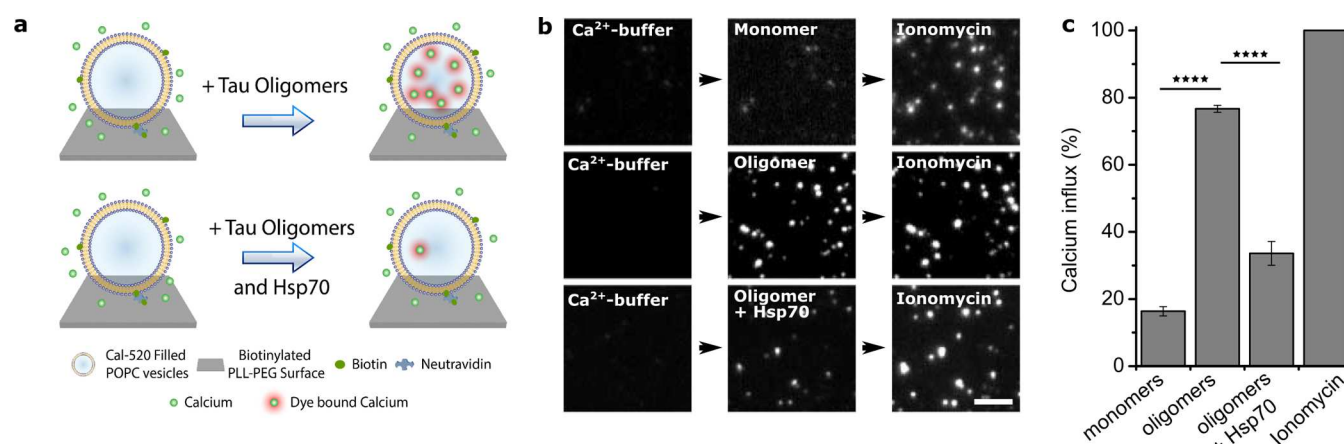 a
+ Tau Oligomers
+ Tau Oligomers
and Hsp70
Cal-520 Filled
POPC vesicles
Biotinylated
PLL-PEG Surface
Biotin
Neutravidin
Calcium
Dye bound Calcium
b
Ca²⁺-buffer
Monomer
Ionomycin
Ca²⁺-buffer
Oligomer
Ionomycin
Ca²⁺-buffer
Oligomer
+ Hsp70
Ionomycin
c
Calcium influx (%)
100
80
60
40
20
0
★★★★
★★★★
monomers
oligomers
oligomers
+ Hsp70
Ionomycin